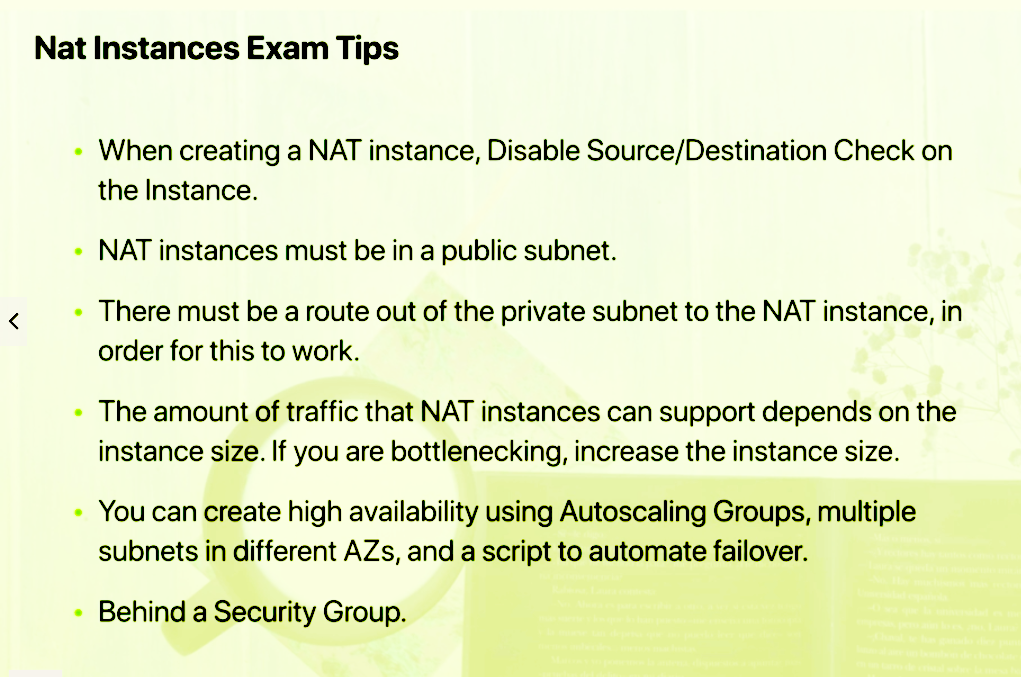 Nat Instances Exam Tips
• When creating a NAT instance, Disable Source/Destination Check on
the Instance.
• NAT instances must be in a public subnet.
• There must be a route out of the private subnet to the NAT instance, in
order for this to work.
• The amount of traffic that NAT instances can support depends on the
instance size. If you are bottlenecking, increase the instance size.
• You can create high availability using Autoscaling Groups, multiple
subnets in different AZs, and a script to automate failover.
• Behind a Security Group.